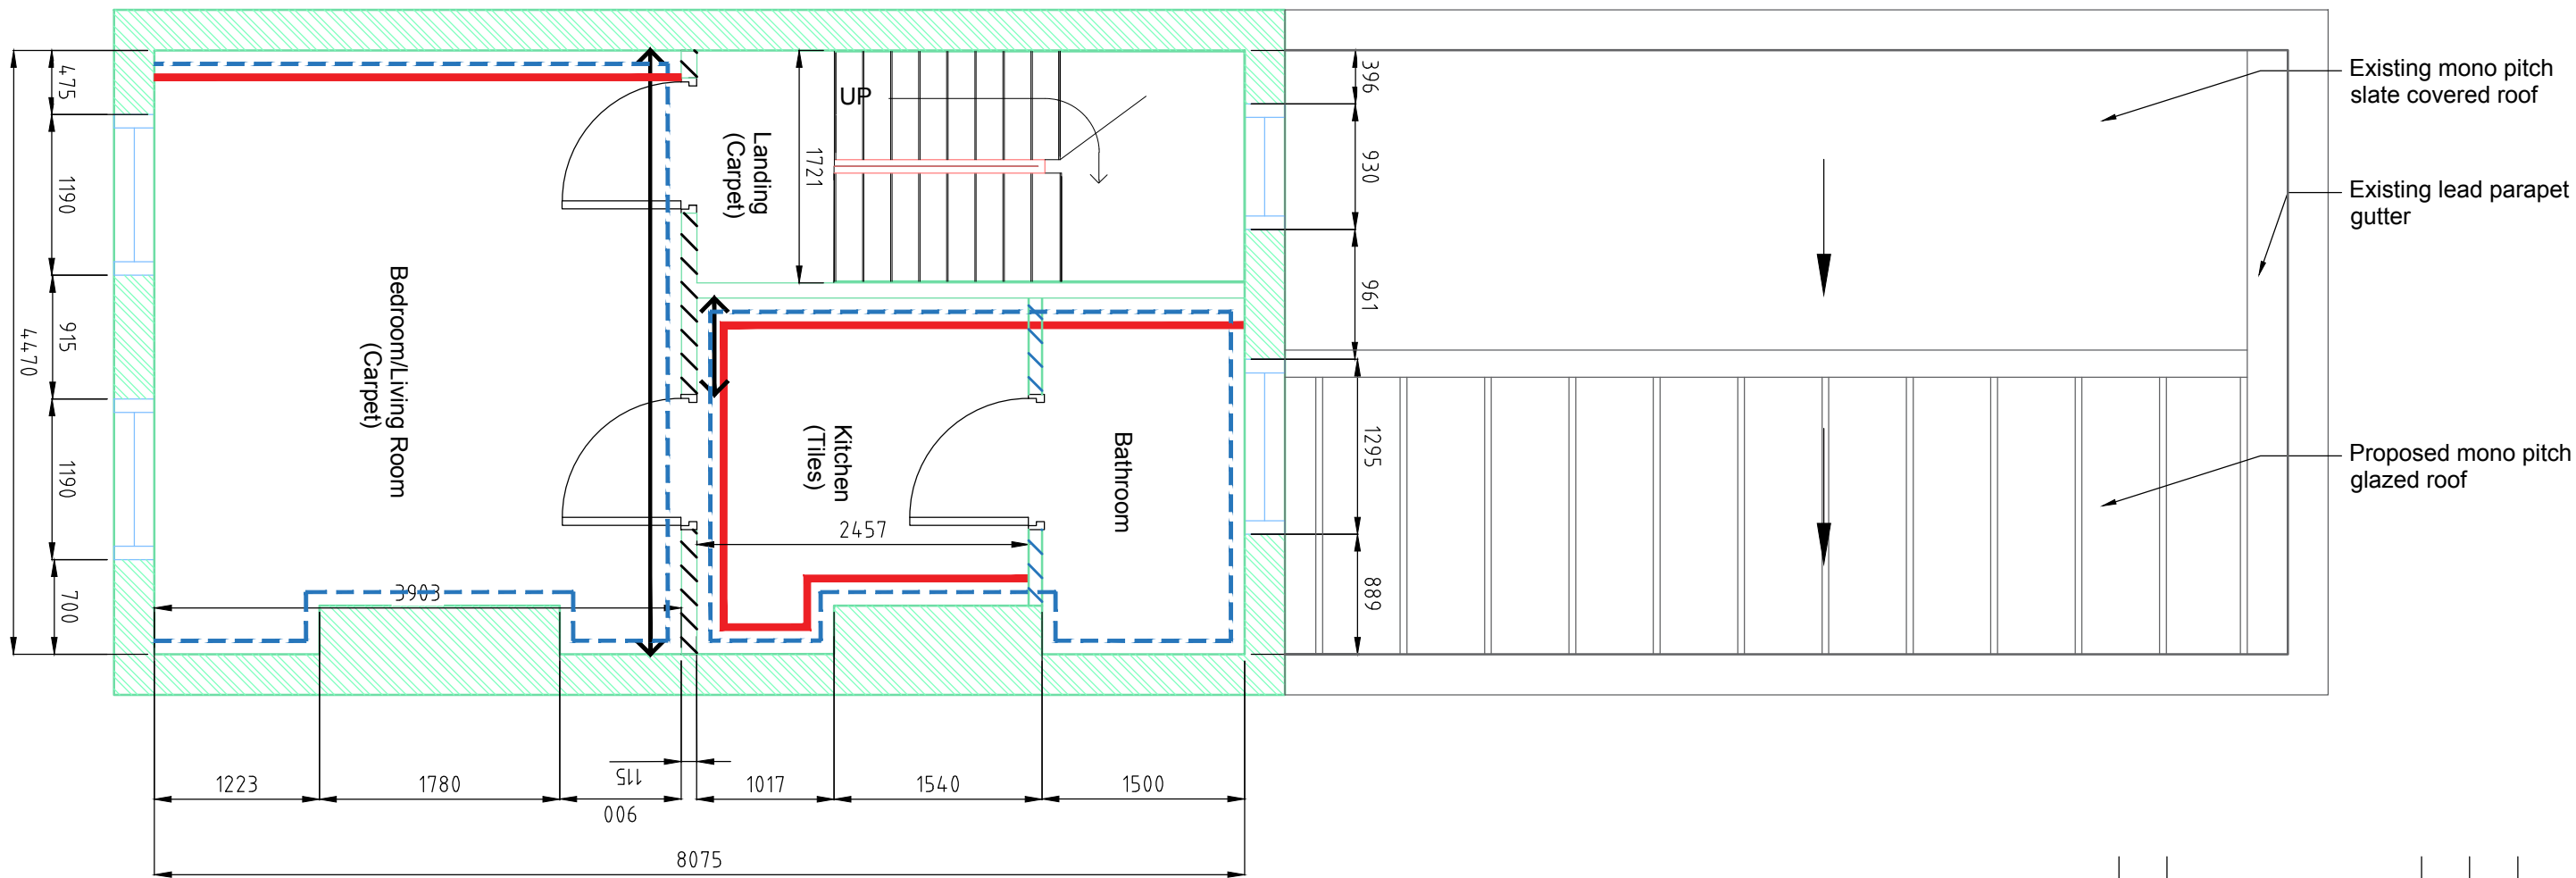 Existing mono pitch
slate covered roof
Existing lead parapet
gutter
Proposed mono pitch
glazed roof
UP
Landing
(Carpet)
1721
Bedroom/Living Room
(Carpet)
Kitchen
(Tiles)
Bathroom
2457
3903
475
1190
915
1190
700
4470
396
930
961
1295
889
1223
1780
900
115
1017
1540
1500
8075